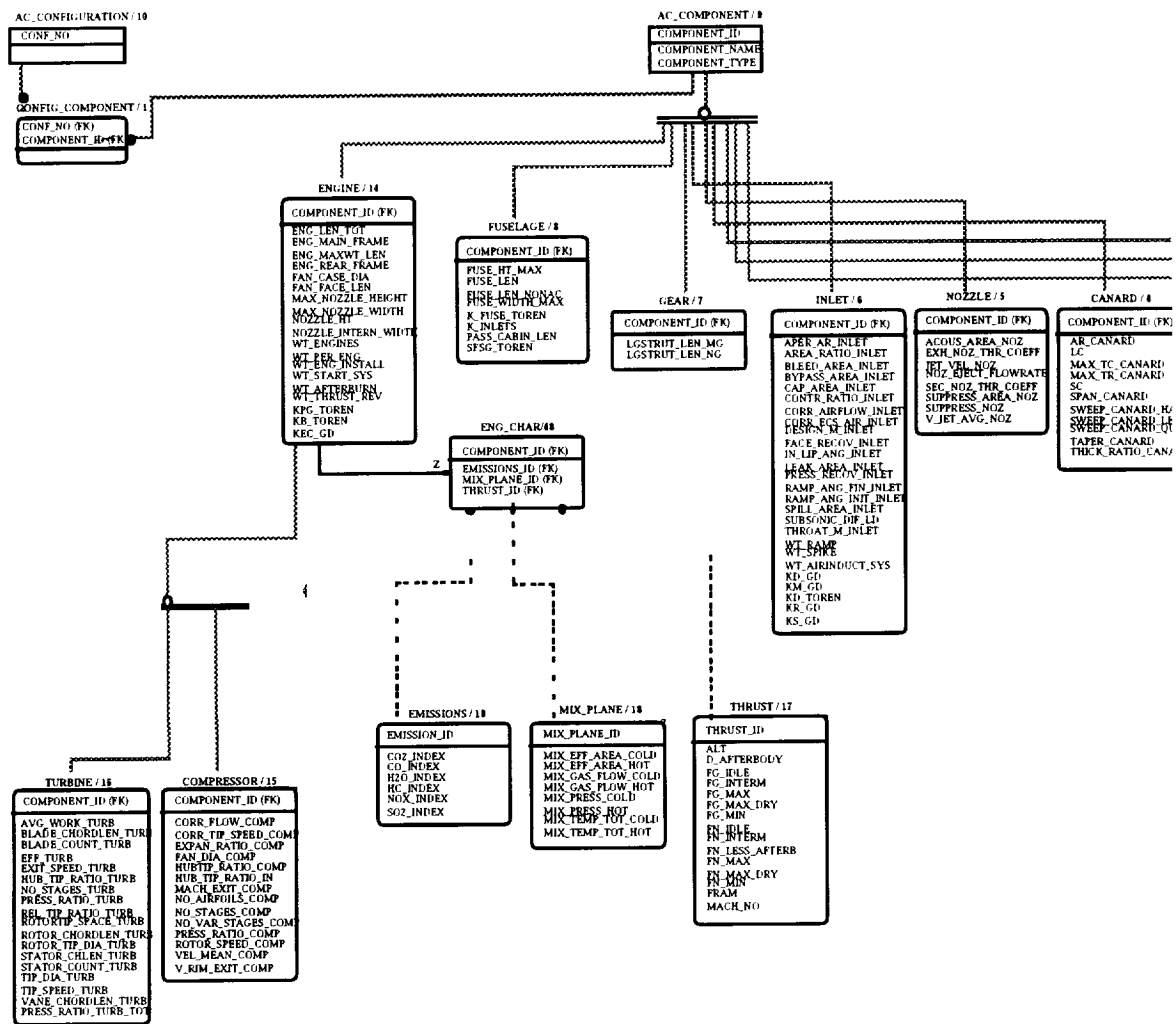 AC_CONFIGURATION / 10
CONF_NO
AC_COMPONENT / 9
COMPONENT_ID
COMPONENT_NAME
COMPONENT_TYPE
CONFIG_COMPONENT / 1
CONF_NO (FK)
ENGINE / 14
COMPONENT_ID (FK)
ENG_LEN_TOT
ENG_MAIN_FRAME
ENG_MAXWT_LEN
ENG_REAR_FRAME
FAN_CASE_DIA
FAN_FACE_LEN
MAX_NOZZLE_HEIGHT
MAX_NOZZLE_WIDTH
NOZZLE_HT
NOZZLE_INTERN_WIDTH
WT_ENGINES
WT_PER_ENG
WT_ENG_INSTALL
WT_START_SYS
WT_AFTERBURN
WT_THRUST_REV
KPG_TOREN
KB_TOREN
KEC_GD
FUSELAGE / 8
COMPONENT_ID (FK)
FUSE_HT_MAX
FUSE_LEN
FUSE_LEN_NONAC
FUSE_WIDTH_MAX
K_FUSE_TOREN
K_INLETS
PASS_CABIN_LEN
SFSG_TOREN
GEAR / 7
COMPONENT_ID (FK)
LGSTRUT_LEN_MG
LGSTRUT_LEN_NG
INLET / 6
COMPONENT_ID (FK)
APER_AR_INLET
AREA_RATIO_INLET
BLEED_AREA_INLET
BYPASS_AREA_INLET
CAP_AREA_INLET
CONTR_RATIO_INLET
CORR_AIRFLOW_INLET
CORR_ECS_AIR_INLET
DESIGN_M_INLET
FACE_RECOV_INLET
IN_LIP_ANG_INLET
LEAK_AREA_INLET
PRESS_RECOV_INLET
RAMP_ANG_FIN_INLET
RAMP_ANG_INIT_INLET
SPILL_AREA_INLET
SUBSONIC_DIF_LD
THROAT_M_INLET
WT_RAMP
WT_SPIKE
WT_AIRINDUCT_SYS
KD_GD
KM_GD
KD_TOREN
KR_GD
KS_GD
NOZZLE / 5
COMPONENT_ID (FK)
ACOUS_AREA_NOZ
EXH_NOZ_THR_COEFF
JET_VEL_NOZ
NOZ_EJECT_FLOWRATE
SEC_NOZ_THR_COEFF
SUPPRESS_AREA_NOZ
SUPPRESS_NOZ
V_JET_AVG_NOZ
CANARD / 4
COMPONENT_ID (FK)
AR_CANARD
LC
MAX_TC_CANARD
MAX_TR_CANARD
SC
SPAN_CANARD
SWEEP_CANARD_HA
SWEEP_CANARD_LE
SWEEP_CANARD_QU
TAPER_CANARD
THICK_RATIO_CANA
ENG_CHAR/48
COMPONENT_ID (FK)
EMISSIONS_ID (FK)
MIX_PLANE_ID (FK)
THRUST_ID (FK)
Z
EMISSIONS / 19
EMISSION_ID
CO2_INDEX
CO_INDEX
H2O_INDEX
HC_INDEX
NOX_INDEX
SO2_INDEX
MIX_PLANE / 18
MIX_PLANE_ID
MIX_EFF_AREA_COLD
MIX_EFF_AREA_HOT
MIX_GAS_FLOW_COLD
MIX_GAS_FLOW_HOT
MIX_PRESS_COLD
MIX_PRESS_HOT
MIX_TEMP_TOT_COLD
MIX_TEMP_TOT_HOT
THRUST / 17
THRUST_ID
ALT
D_AFTERBODY
FG_IDLE
FG_INTERM
FG_MAX
FG_MAX_DRY
FG_MIN
FN_IDLE
FN_INTERM
FN_LESS_AFTERB
FN_MAX
FN_MAX_DRY
FN_MIN
FRAM
MACH_NO
TURBINE / 16
COMPONENT_ID (FK)
AVG_WORK_TURB
BLADE_CHORDLEN_TURB
BLADE_COUNT_TURB
EFF_TURB
EXIT_SPEED_TURB
HUB_TIP_RATIO_TURB
NO_STAGES_TURB
PRESS_RATIO_TURB
REL_TIP_RATIO_TURB
ROTORTIP_SPACE_TURB
ROTOR_CHORDLEN_TURB
ROTOR_TIP_DIA_TURB
STATOR_CHLEN_TURB
STATOR_COUNT_TURB
TIP_DIA_TURB
TIP_SPEED_TURB
VANE_CHORDLEN_TURB
PRESS_RATIO_TURB_TOT
COMPRESSOR / 15
COMPONENT_ID (FK)
CORR_FLOW_COMP
CORR_TIP_SPEED_COMP
EXPAN_RATIO_COMP
FAN_DIA_COMP
HUBTIP_RATIO_COMP
HUB_TIP_RATIO_IN
MACH_EXIT_COMP
NO_AIRFOILS_COMP
NO_STAGES_COMP
NO_VAR_STAGES_COMP
PRESS_RATIO_COMP
ROTOR_SPEED_COMP
VEL_MEAN_COMP
V_RIM_EXIT_COMP